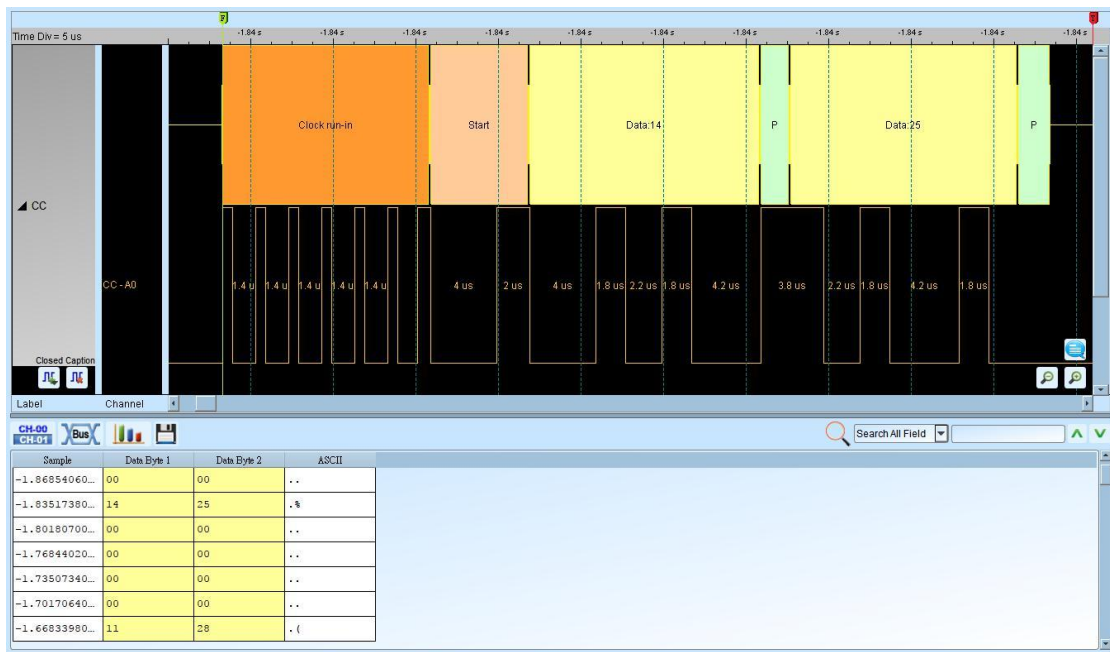 Time Div = 5 us
-1.84 s -1.84 s -1.84 s -1.84 s -1.84 s -1.84 s -1.84 s -1.84 s -1.84 s -1.84 s -1.84 s
Clock run-in Start Data:14 P Data:25 P
CC
CC - A0
1.4 u 1.4 u 1.4 u 1.4 u 1.4 u 4 us 2 us 4 us 1.8 us 2.2 us 1.8 us 4.2 us 3.8 us 2.2 us 1.8 us 4.2 us 1.8 us
Closed Caption
Label Channel
CH-00
CH-01
Bus
Search All Field
Sample Data Byte 1 Data Byte 2 ASCII
-1.86854060... 00 00 ..
-1.83517380... 14 25 .%
-1.80180700... 00 00 ..
-1.76844020... 00 00 ..
-1.73507340... 00 00 ..
-1.70170640... 00 00 ..
-1.66833980... 11 28 .(